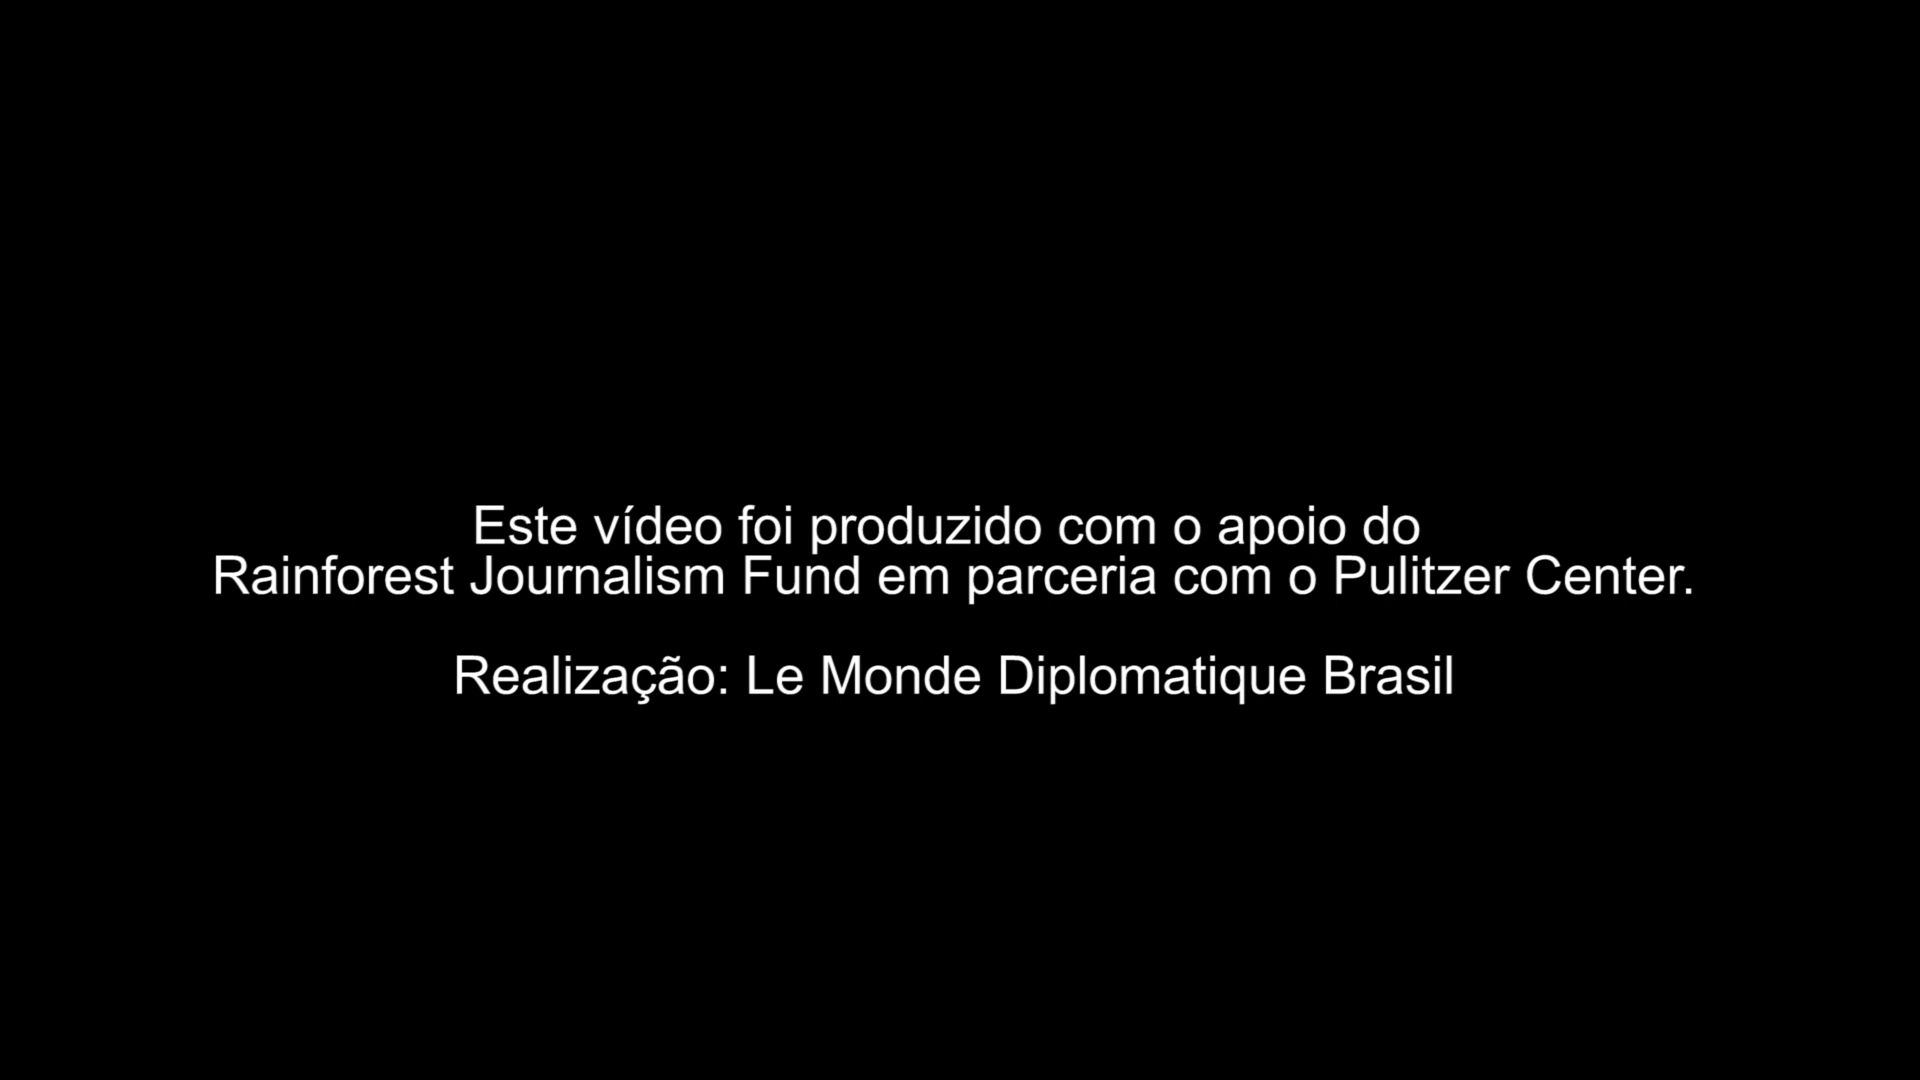 Este vídeo foi produzido com o apoio do
Rainforest Journalism Fund em parceria com o Pulitzer Center.
Realização: Le Monde Diplomatique Brasil